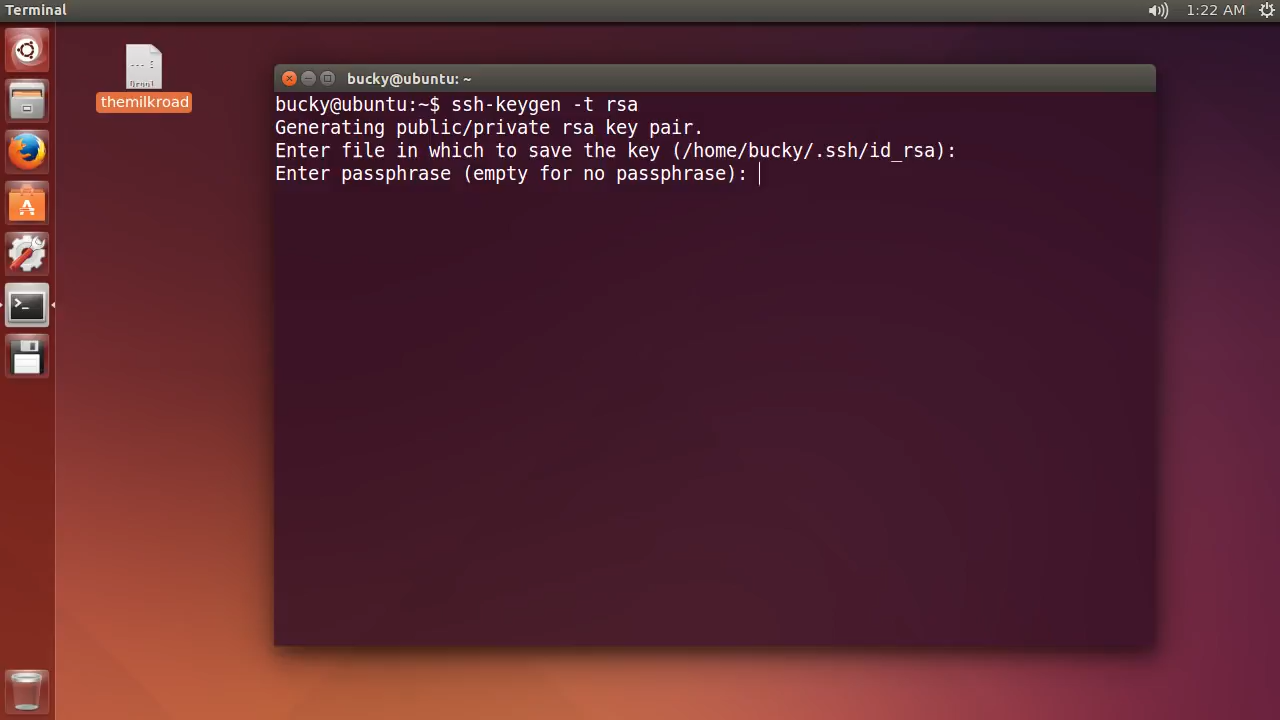 Terminal
1:22 AM
themilkroad
bucky@ubuntu: ~
bucky@ubuntu:~$ ssh-keygen -t rsa
Generating public/private rsa key pair.
Enter file in which to save the key (/home/bucky/.ssh/id_rsa):
Enter passphrase (empty for no passphrase):